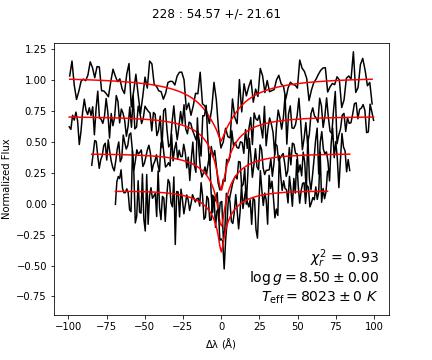 228 : 54.57 +/- 21.61
1.25
1.00
0.75
0.50
0.25
0.00
−0.25
−0.50
−0.75
Normalized Flux
χ²ᵣ = 0.93
log g = 8.50 ± 0.00
T_eff = 8023 ± 0 K
−100 −75 −50 −25 0 25 50 75 100
Δλ (Å)